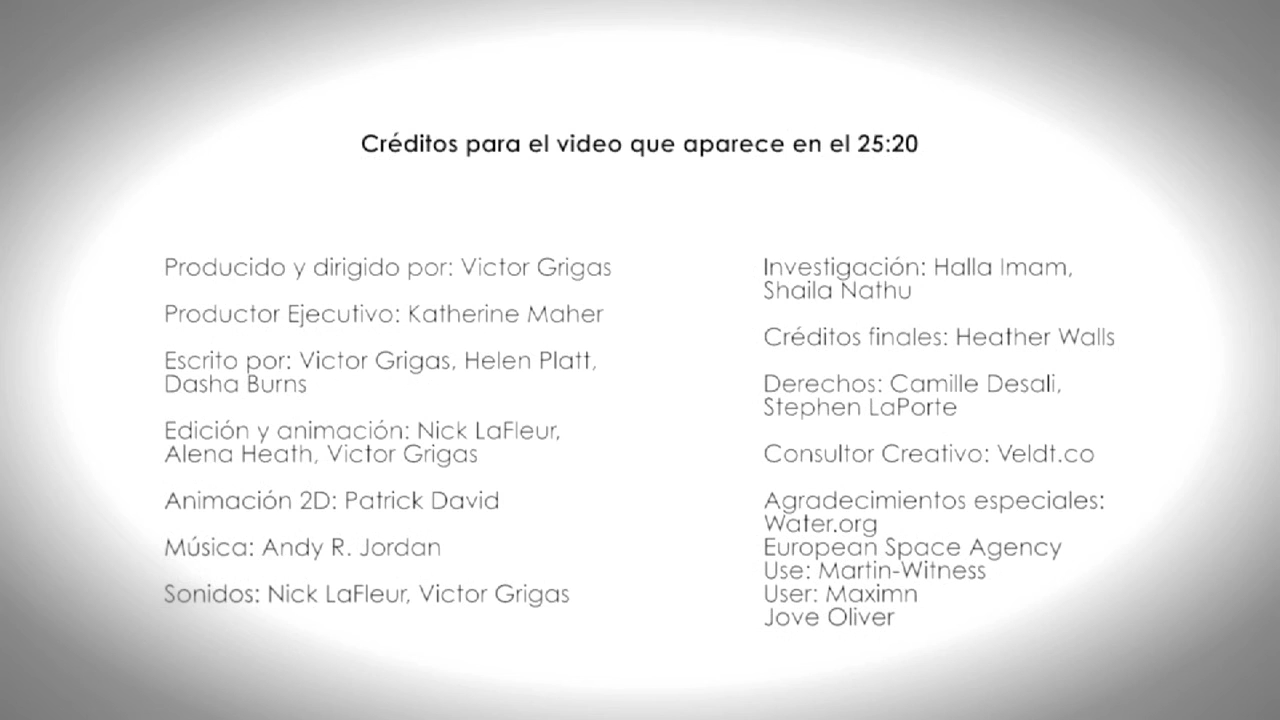 Créditos para el video que aparece en el 25:20
Producido y dirigido por: Victor Grigas
Productor Ejecutivo: Katherine Maher
Escrito por: Victor Grigas, Helen Platt,
Dasha Burns
Edición y animación: Nick LaFleur,
Alena Heath, Victor Grigas
Animación 2D: Patrick David
Música: Andy R. Jordan
Sonidos: Nick LaFleur, Victor Grigas
Investigación: Halla Imam,
Shaila Nathu
Créditos finales: Heather Walls
Derechos: Camille Desali,
Stephen LaPorte
Consultor Creativo: Veldt.co
Agradecimientos especiales:
Water.org
European Space Agency
Use: Martin-Witness
User: Maximn
Jove Oliver